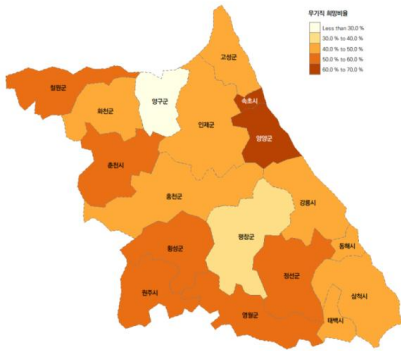 무가직 희망비율
Less than 30.0 %
30.0 % to 40.0 %
40.0 % to 50.0 %
50.0 % to 60.0 %
60.0 % to 70.0 %
고성군
철원군
속초시
화천군
양구군
인제군
양양군
춘천시
홍천군
강릉시
평창군
횡성군
동해시
정선군
원주시
삼척시
영월군
태백시